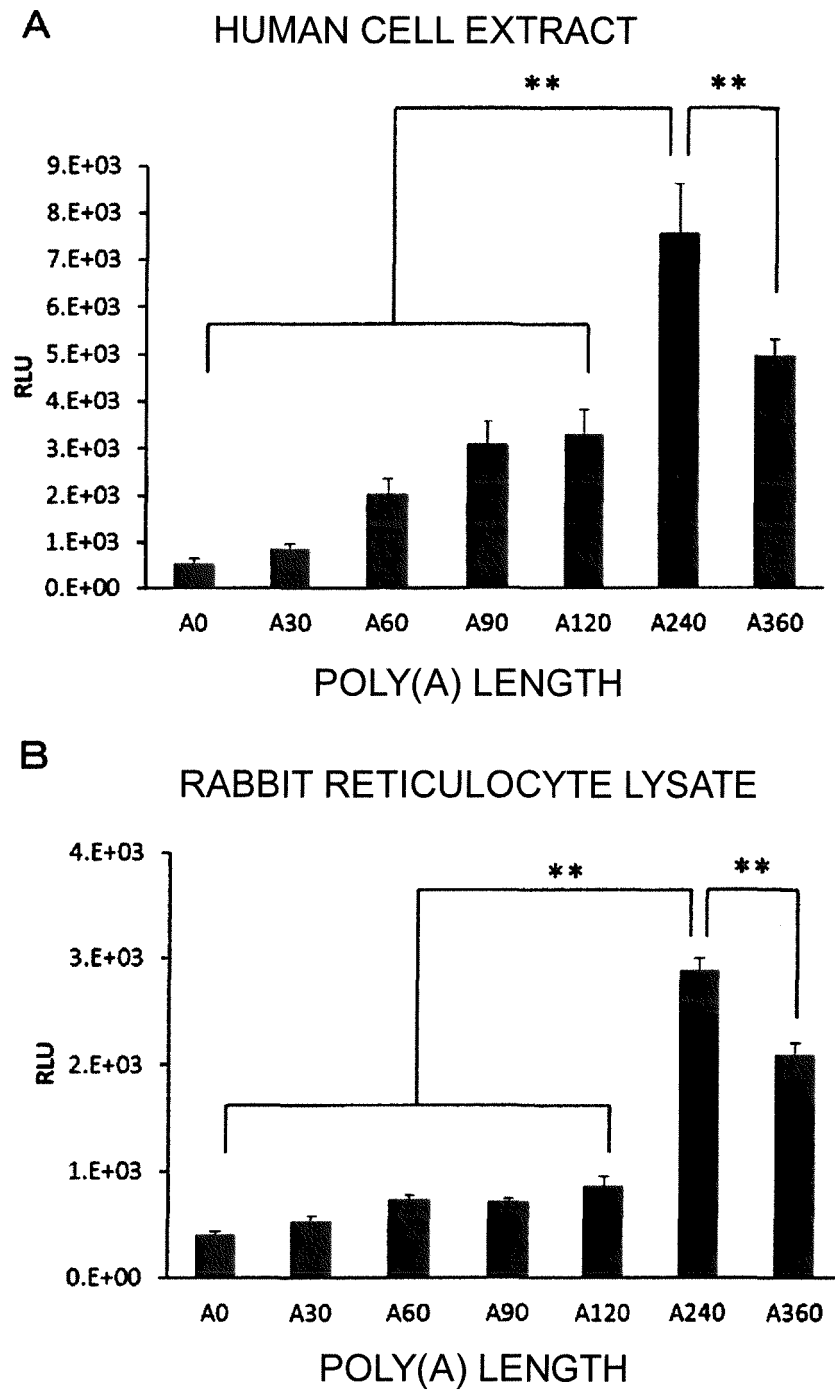 A
HUMAN CELL EXTRACT
** **
9.E+03
8.E+03
7.E+03
6.E+03
5.E+03
4.E+03
3.E+03
2.E+03
1.E+03
0.E+00
RLU
A0 A30 A60 A90 A120 A240 A360
POLY(A) LENGTH
B
RABBIT RETICULOCYTE LYSATE
** **
4.E+03
3.E+03
2.E+03
1.E+03
0.E+00
RLU
A0 A30 A60 A90 A120 A240 A360
POLY(A) LENGTH